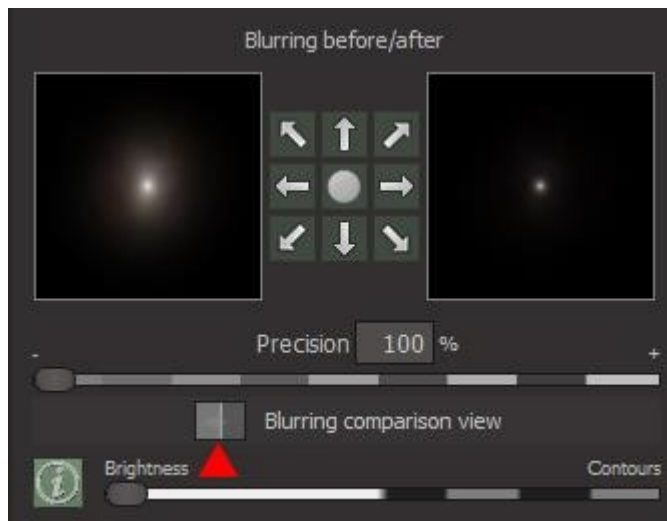 Blurring before/after
Precision 100 %
- +
Blurring comparison view
Brightness Contours